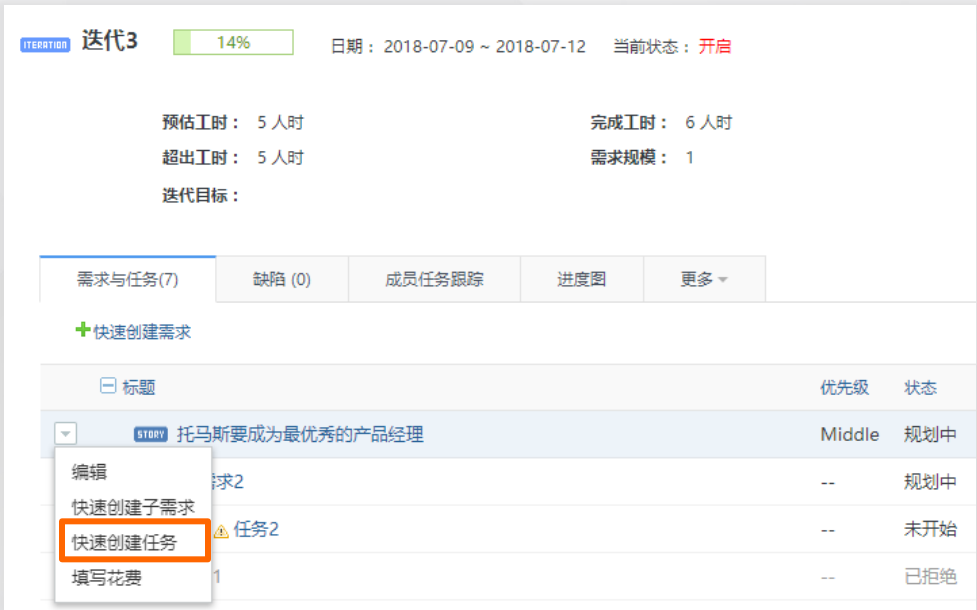 ITERATION 迭代3 14% 日期： 2018-07-09 ~ 2018-07-12 当前状态： 开启
预估工时： 5 人时 完成工时： 6 人时
超出工时： 5 人时 需求规模： 1
迭代目标：
需求与任务(7) 缺陷 (0) 成员任务跟踪 进度图 更多
快速创建需求
标题 优先级 状态
STORY 托马斯要成为最优秀的产品经理 Middle 规划中
编辑 求2 -- 规划中
快速创建子需求
任务2 -- 未开始
快速创建任务
填写花费 1 -- 已拒绝